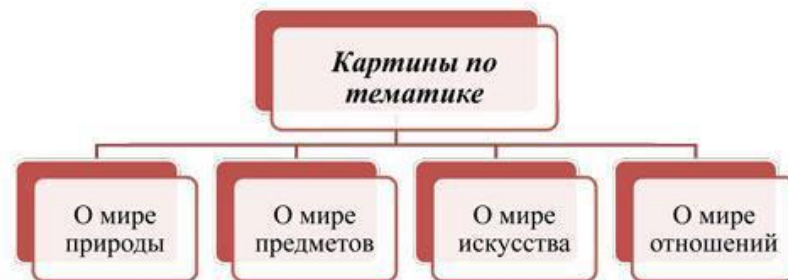 Картины по
тематике
О мире
природы
О мире
предметов
О мире
искусства
О мире
отношений